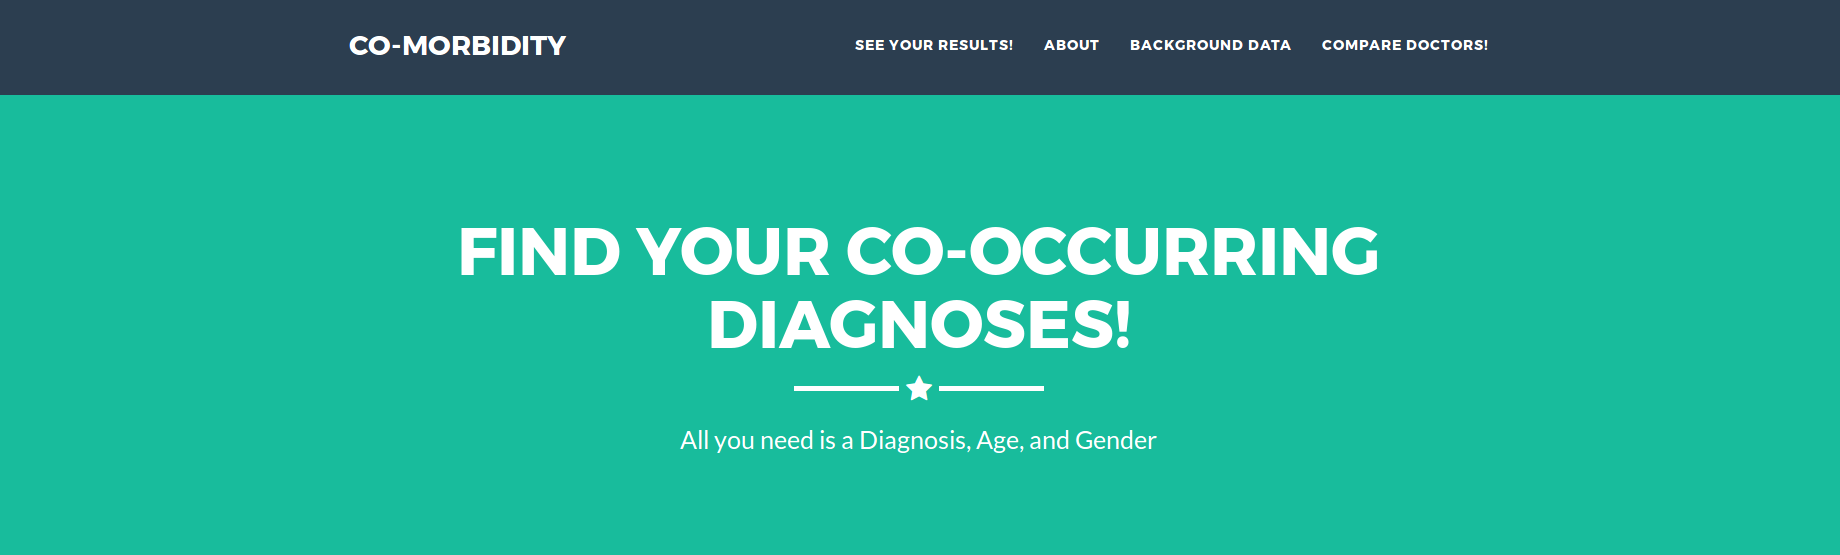 CO-MORBIDITY
SEE YOUR RESULTS! ABOUT BACKGROUND DATA COMPARE DOCTORS!
FIND YOUR CO-OCCURRING
DIAGNOSES!
All you need is a Diagnosis, Age, and Gender